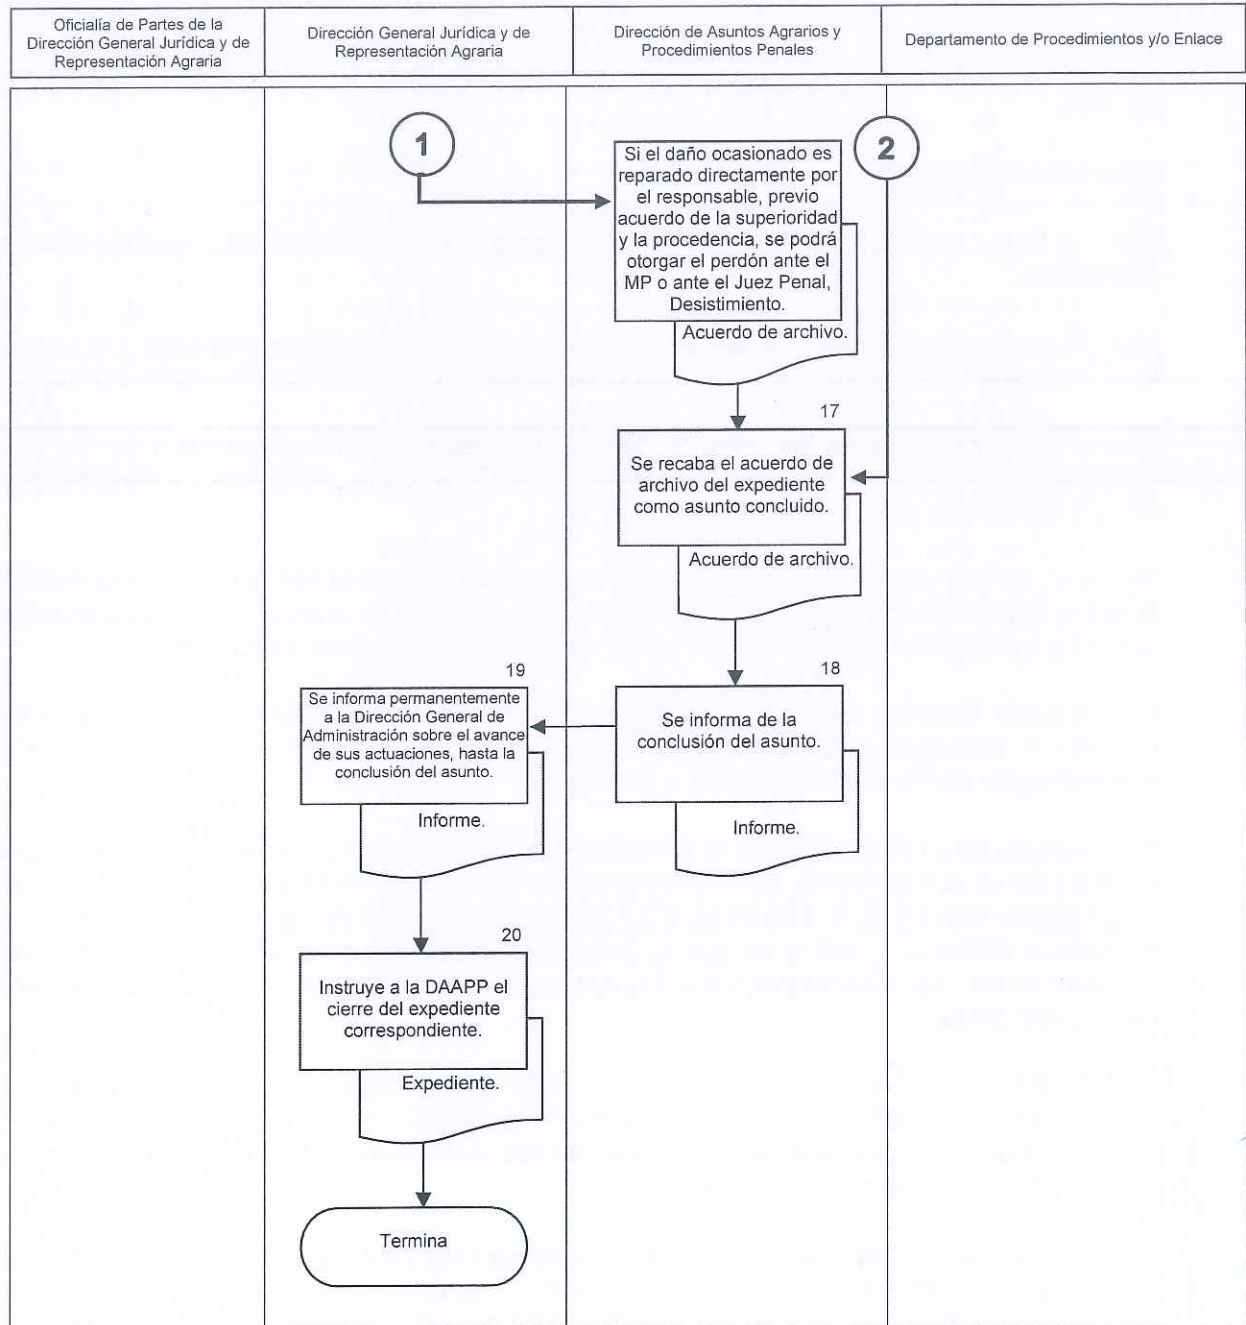 Oficialía de Partes de la
Dirección General Jurídica y de
Representación Agraria
Dirección General Jurídica y de
Representación Agraria
Dirección de Asuntos Agrarios y
Procedimientos Penales
Departamento de Procedimientos y/o Enlace
1
2
Si el daño ocasionado es
reparado directamente por
el responsable, previo
acuerdo de la superioridad
y la procedencia, se podrá
otorgar el perdón ante el
MP o ante el Juez Penal,
Desistimiento.
Acuerdo de archivo.
17
Se recaba el acuerdo de
archivo del expediente
como asunto concluido.
Acuerdo de archivo.
18
Se informa de la
conclusión del asunto.
Informe.
19
Se informa permanentemente
a la Dirección General de
Administración sobre el avance
de sus actuaciones, hasta la
conclusión del asunto.
Informe.
20
Instruye a la DAAPP el
cierre del expediente
correspondiente.
Expediente.
Termina